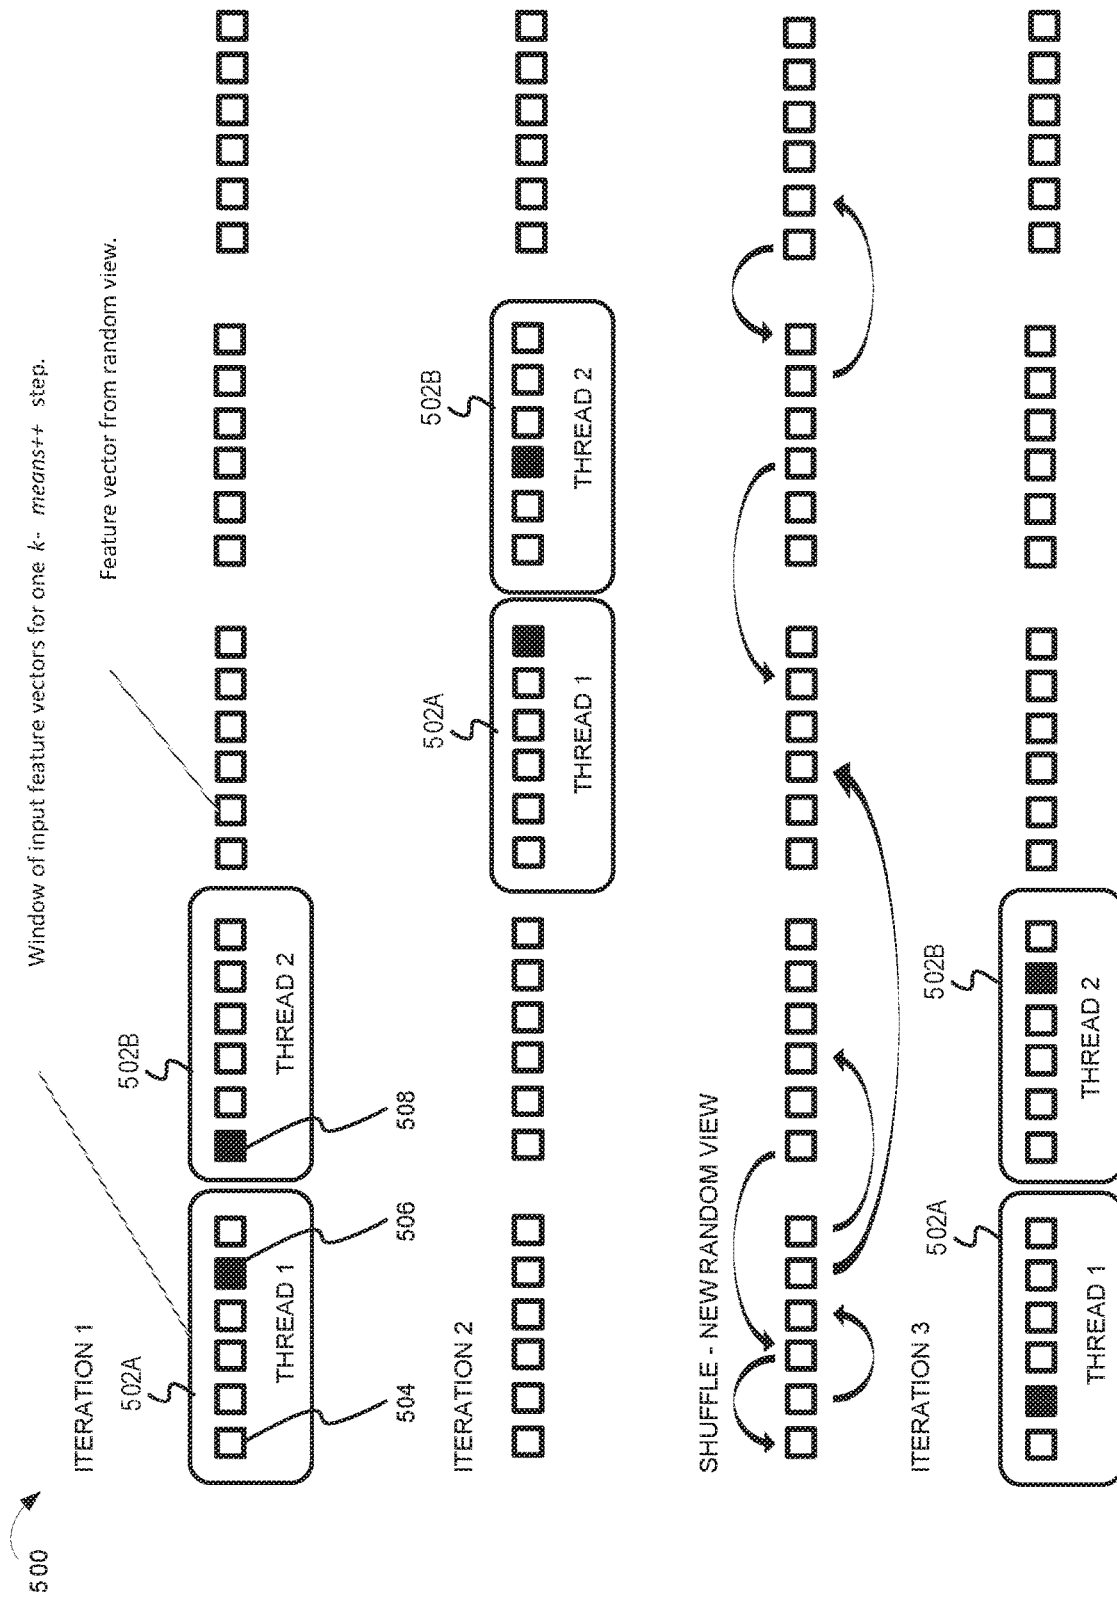 500
Window of input feature vectors for one k- means++ step.
Feature vector from random view.
ITERATION 1
502A
502B
THREAD 1
THREAD 2
504
506
508
ITERATION 2
502A
502B
THREAD 1
THREAD 2
SHUFFLE - NEW RANDOM VIEW
ITERATION 3
502A
502B
THREAD 1
THREAD 2